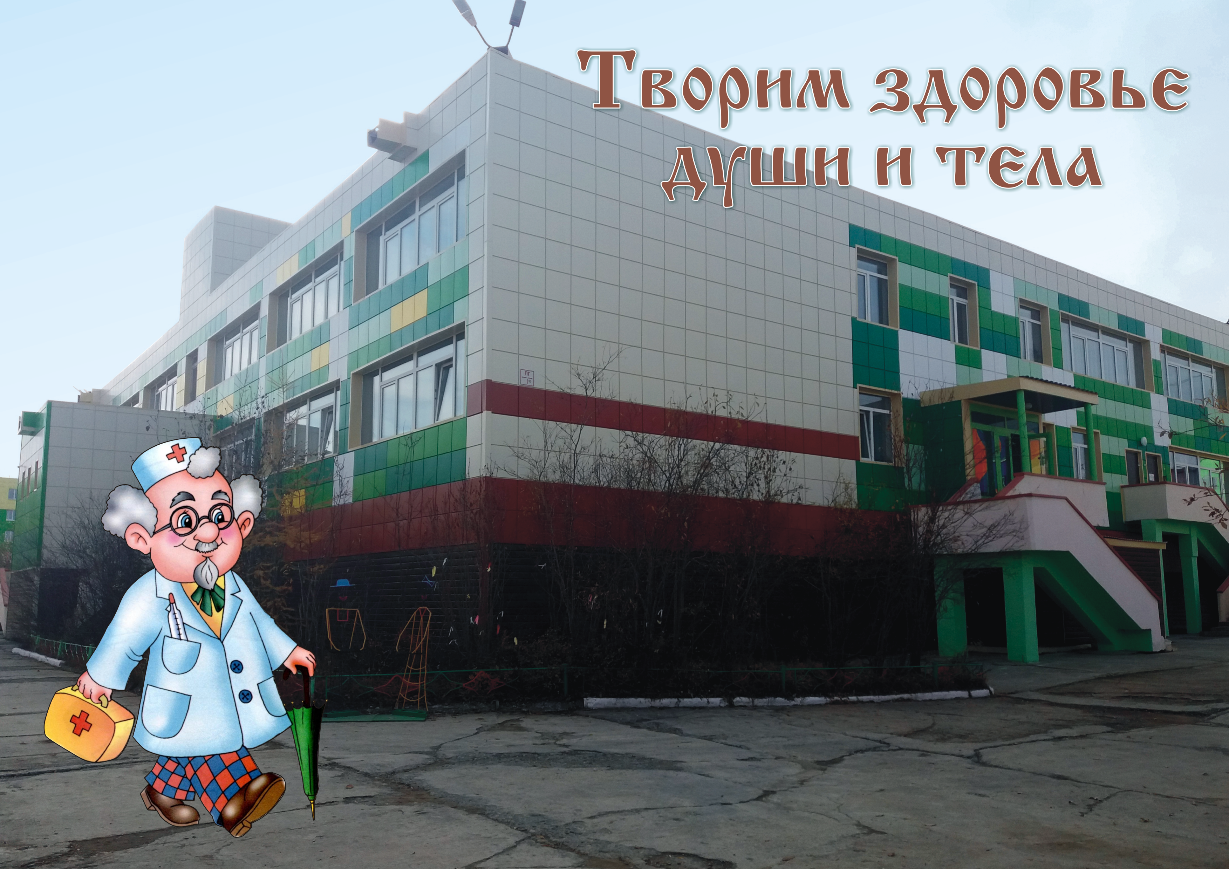 Творим здоровье
души и тела